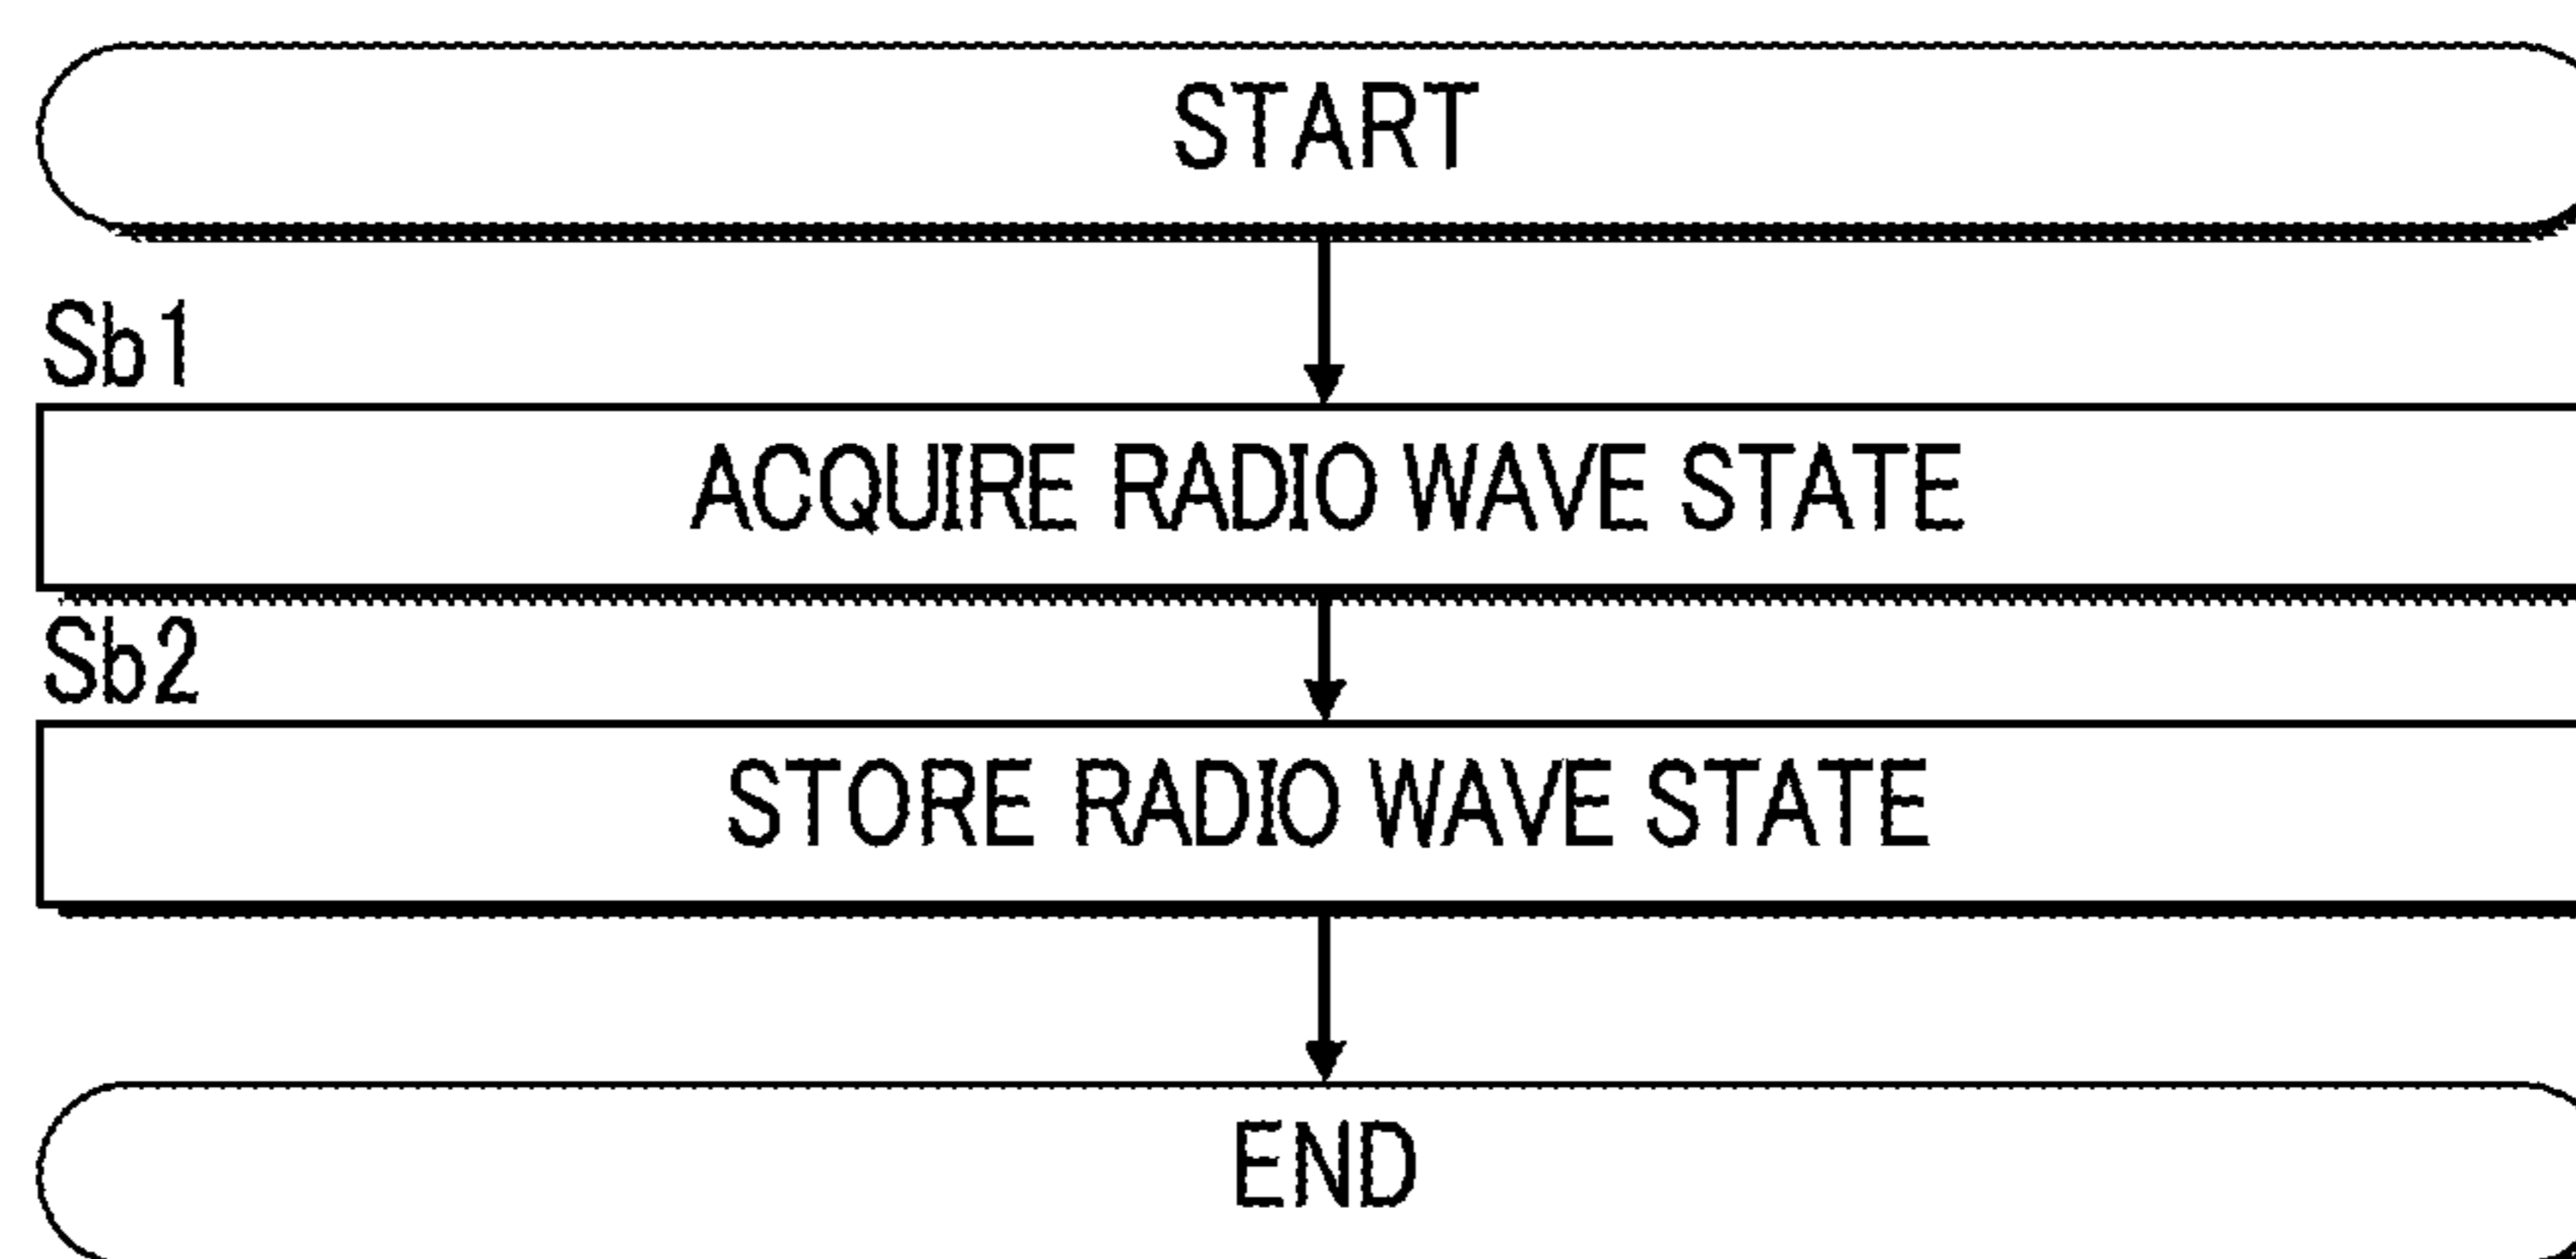 START
Sb1
ACQUIRE RADIO WAVE STATE
Sb2
STORE RADIO WAVE STATE
END